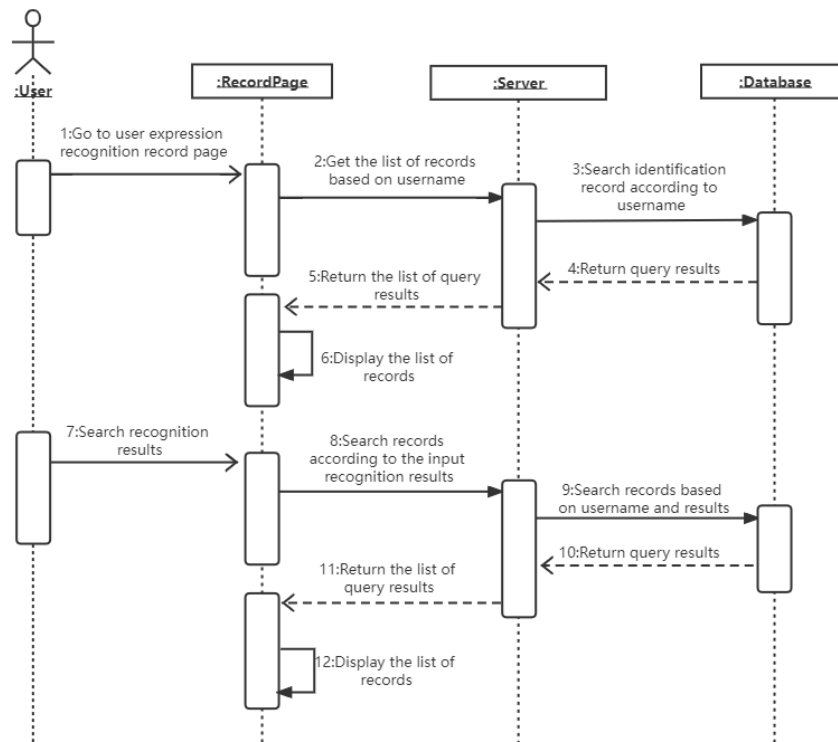 :User
:RecordPage
:Server
:Database
1:Go to user expression
recognition record page
2:Get the list of records
based on username
3:Search identification
record according to
username
4:Return query results
5:Return the list of query
results
6:Display the list of
records
7:Search recognition
results
8:Search records
according to the input
recognition results
9:Search records based
on username and results
10:Return query results
11:Return the list of
query results
12:Display the list of
records